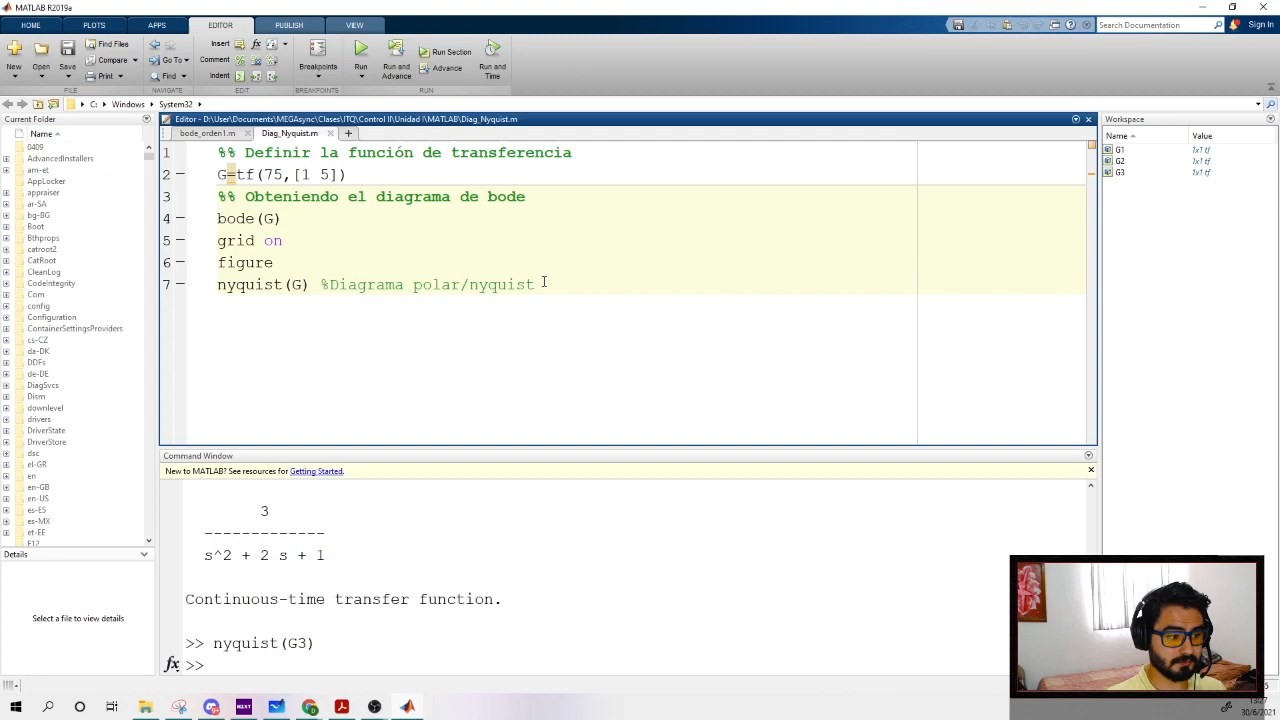 MATLAB R2019a
HOME PLOTS APPS EDITOR PUBLISH VIEW
Search Documentation Sign In
New Open Save Find Files Compare Print Go To Find Insert Comment Indent Breakpoints Run Run and Advance Run Section Advance Run and Time
FILE NAVIGATE EDIT BREAKPOINTS RUN
C: Windows System32
Current Folder
Name
0409
AdvancedInstallers
am-et
AppLocker
appraiser
ar-SA
bg-BG
Boot
Bthprops
catroot2
CatRoot
CleanLog
CodeIntegrity
Com
config
Configuration
ContainerSettingsProviders
cs-CZ
da-DK
DDFs
de-DE
DiagSvcs
Dism
downlevel
drivers
DriverState
DriverStore
dsc
el-GR
en
en-GB
en-US
es-ES
es-MX
et-EE
F12
Details
Select a file to view details
Editor - D:\User\Documents\MEGAsync\Clases\ITQ\Control II\Unidad I\MATLAB\Diag_Nyquist.m
bode_orden1.m Diag_Nyquist.m
1 %% Definir la función de transferencia
2 G=tf(75,[1 5])
3 %% Obteniendo el diagrama de bode
4 bode(G)
5 grid on
6 figure
7 nyquist(G) %Diagrama polar/nyquist
Command Window
New to MATLAB? See resources for Getting Started.
3
-------------
s^2 + 2 s + 1
Continuous-time transfer function.
>> nyquist(G3)
fx >>
Workspace
Name Value
G1 1x1 tf
G2 1x1 tf
G3 1x1 tf
NEXT
13:27
30/6/2021